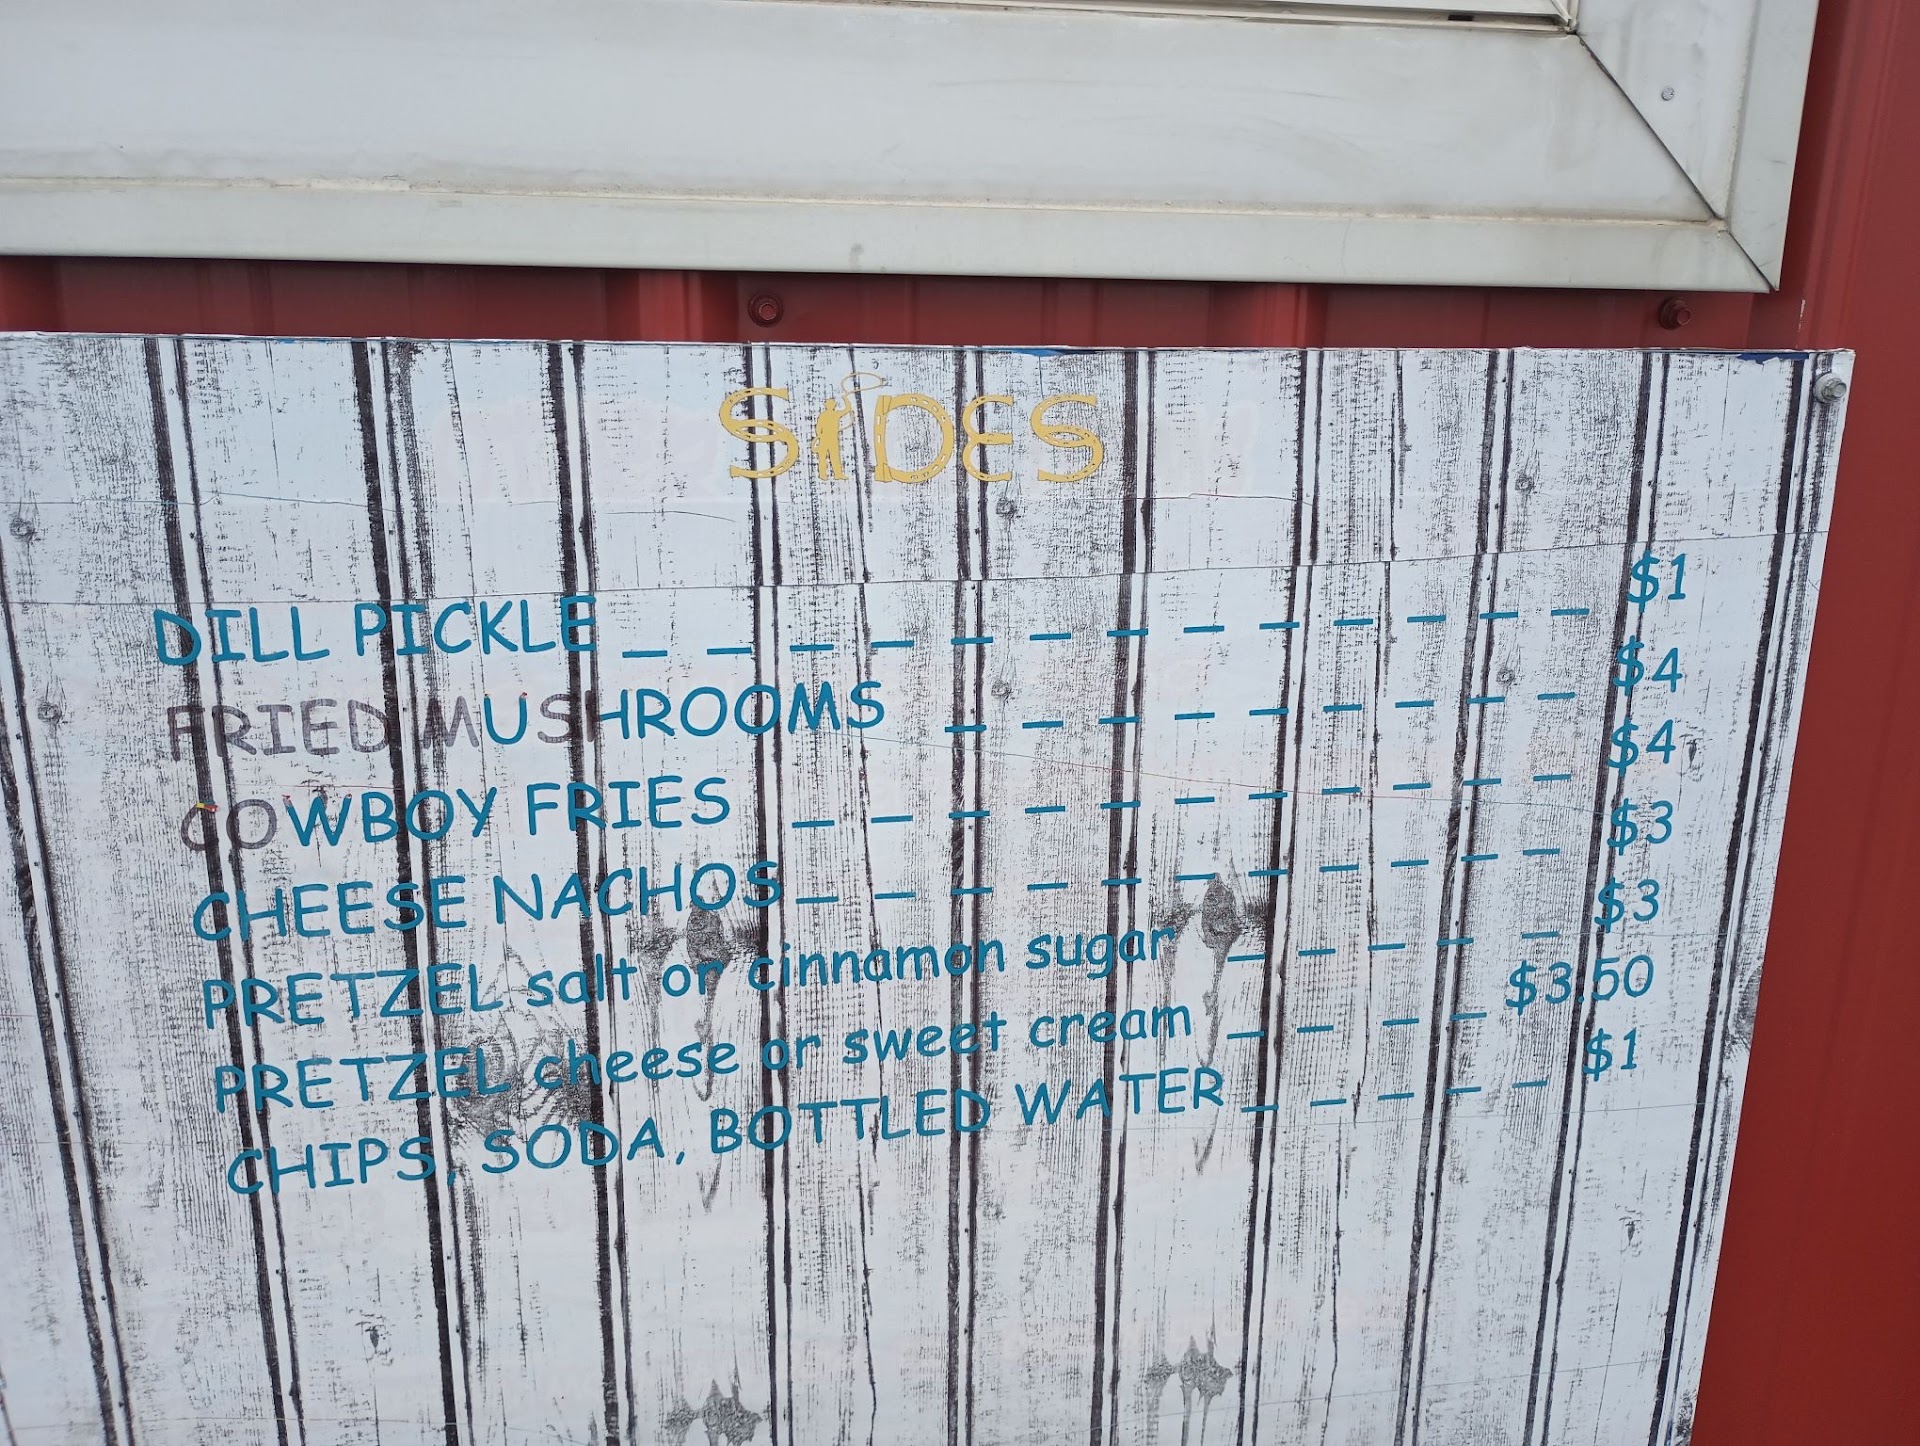 SIDES
DILL PICKLE _ _ _ _ _ _ _ _ _ _ _ _ _ $1
FRIED MUSHROOMS _ _ _ _ _ _ _ _ _ $4
COWBOY FRIES _ _ _ _ _ _ _ _ _ _ _ $4
CHEESE NACHOS _ _ _ _ _ _ _ _ _ _ _ $3
PRETZEL salt or cinnamon sugar _ _ _ _ _ $3
PRETZEL cheese or sweet cream _ _ _ _ $3.50
CHIPS, SODA, BOTTLED WATER _ _ _ _ _ $1